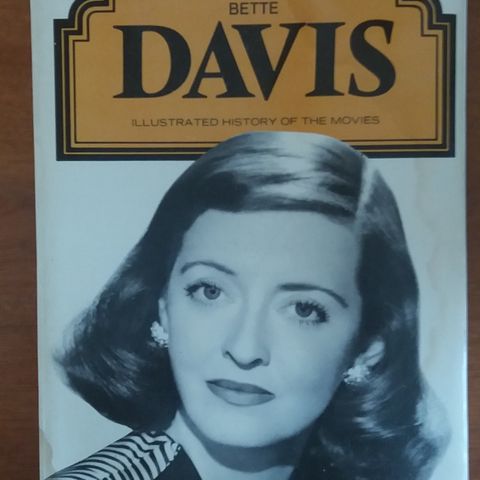 BETTE
DAVIS
ILLUSTRATED HISTORY OF THE MOVIES